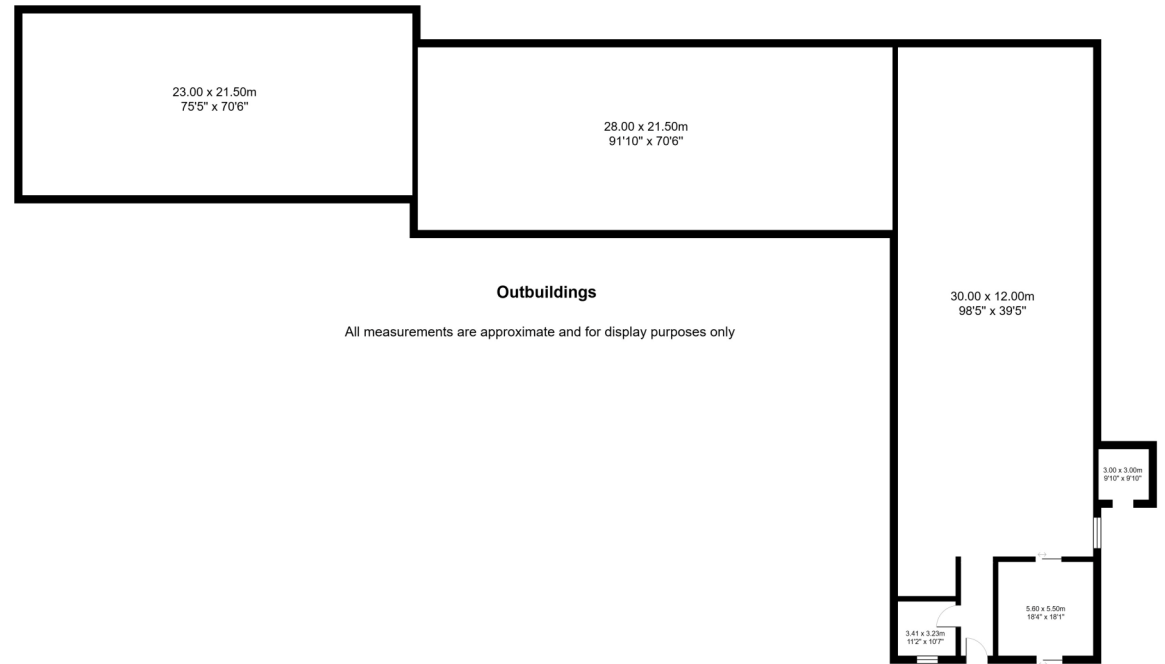 23.00 x 21.50m
75'5" x 70'6"
28.00 x 21.50m
91'10" x 70'6"
Outbuildings
All measurements are approximate and for display purposes only
30.00 x 12.00m
98'5" x 39'5"
3.00 x 3.00m
9'10" x 9'10"
5.60 x 5.50m
18'4" x 18'1"
3.41 x 3.23m
11'2" x 10'7"